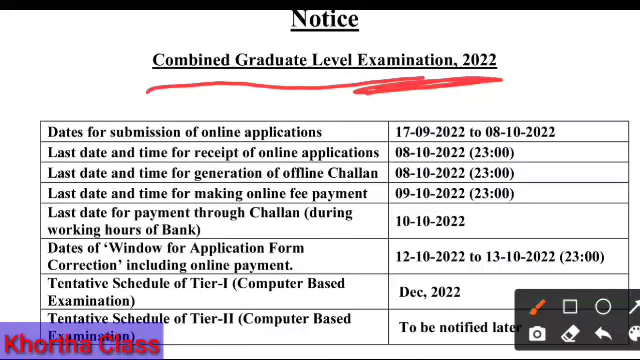 Notice
Combined Graduate Level Examination, 2022
Dates for submission of online applications 17-09-2022 to 08-10-2022
Last date and time for receipt of online applications 08-10-2022 (23:00)
Last date and time for generation of offline Challan 08-10-2022 (23:00)
Last date and time for making online fee payment 09-10-2022 (23:00)
Last date for payment through Challan (during
working hours of Bank) 10-10-2022
Dates of ‘Window for Application Form
Correction’ including online payment. 12-10-2022 to 13-10-2022 (23:00)
Tentative Schedule of Tier-I (Computer Based
Examination) Dec, 2022
Tentative Schedule of Tier-II (Computer Based
Examination) To be notified later
Khortha Class